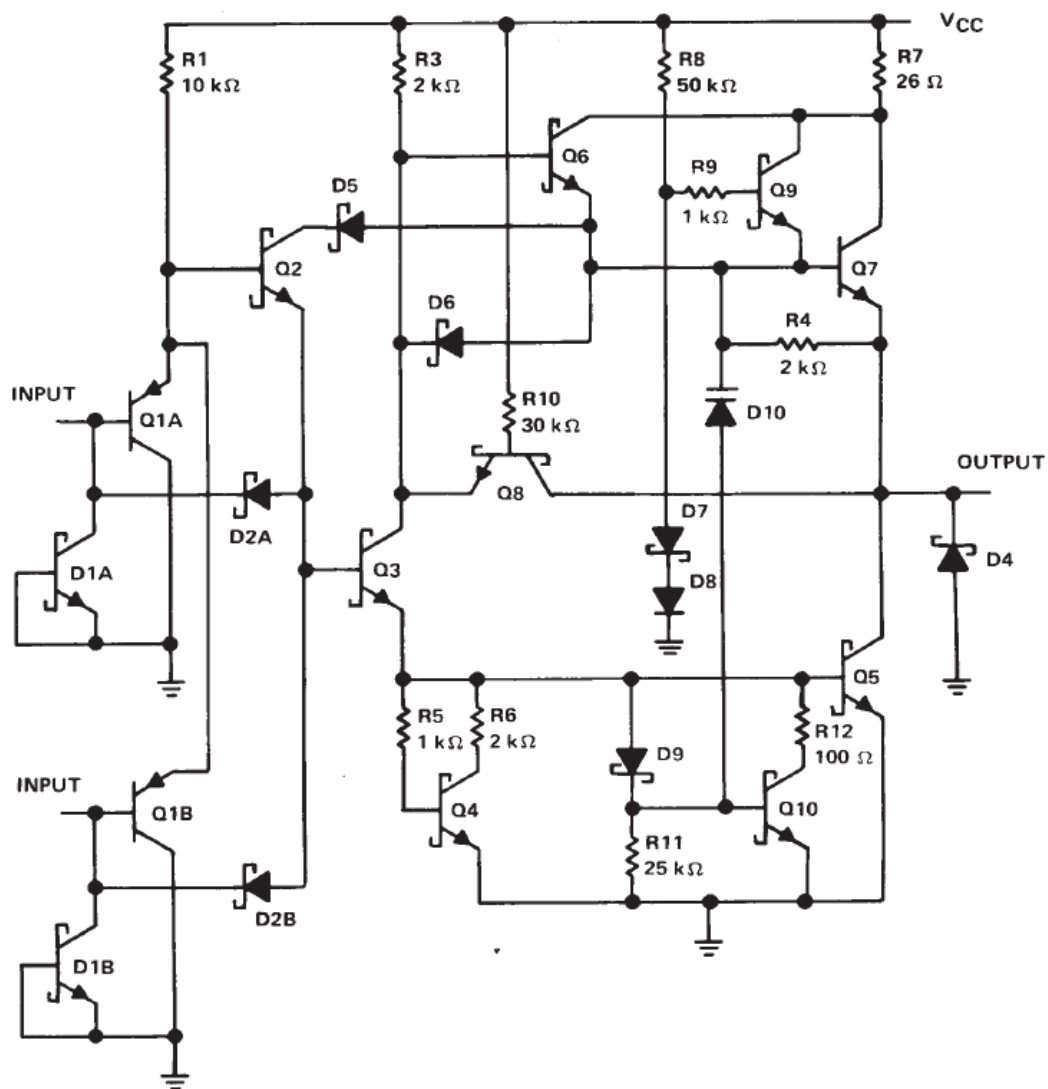 VCC
R1
10 kΩ
R3
2 kΩ
R8
50 kΩ
R7
26 Ω
Q6
R9
1 kΩ
Q9
D5
Q2
Q7
D6
R4
2 kΩ
INPUT
Q1A
R10
30 kΩ
D10
OUTPUT
Q8
D2A
D7
D1A
Q3
D8
D4
Q5
R5
1 kΩ
R6
2 kΩ
R12
100 Ω
D9
INPUT
Q1B
Q4
Q10
R11
25 kΩ
D2B
D1B